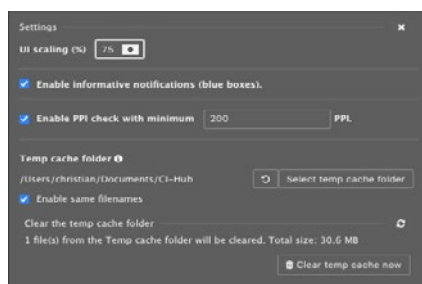 Settings
UI scaling (%) 75
Enable informative notifications (blue boxes).
Enable PPI check with minimum 200 PPI.
Temp cache folder
/Users/christian/Documents/CI-Hub Select temp cache folder
Enable same filenames
Clear the temp cache folder
1 file(s) from the Temp cache folder will be cleared. Total size: 30.6 MB
Clear temp cache now